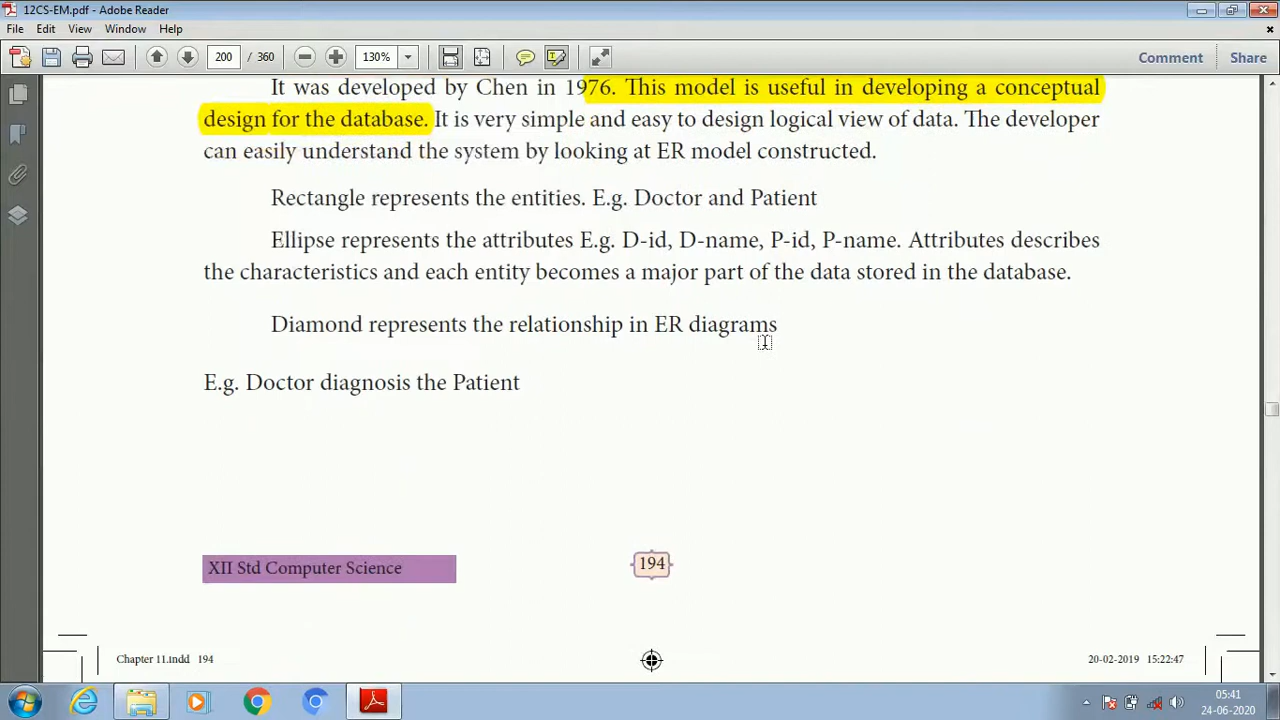 12CS-EM.pdf - Adobe Reader
File Edit View Window Help
200 / 360 130% Comment Share
It was developed by Chen in 1976. This model is useful in developing a conceptual
design for the database. It is very simple and easy to design logical view of data. The developer
can easily understand the system by looking at ER model constructed.
Rectangle represents the entities. E.g. Doctor and Patient
Ellipse represents the attributes E.g. D-id, D-name, P-id, P-name. Attributes describes
the characteristics and each entity becomes a major part of the data stored in the database.
Diamond represents the relationship in ER diagrams
E.g. Doctor diagnosis the Patient
XII Std Computer Science 194
Chapter 11.indd 194 20-02-2019 15:22:47
05:41
24-06-2020